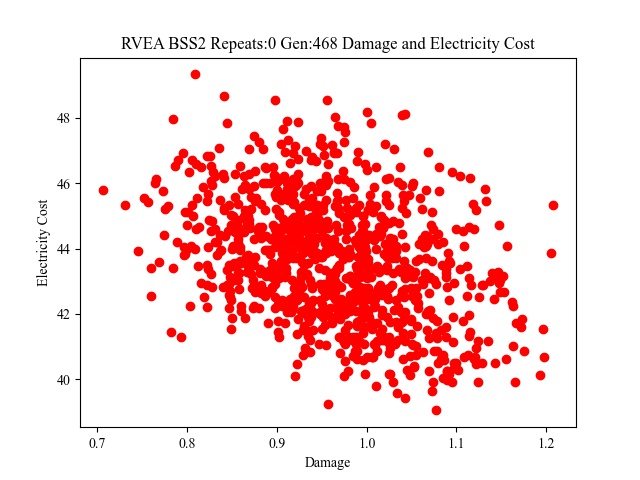 RVEA BSS2 Repeats:0 Gen:468 Damage and Electricity Cost
48
46
44
42
40
Electricity Cost
0.7 0.8 0.9 1.0 1.1 1.2
Damage